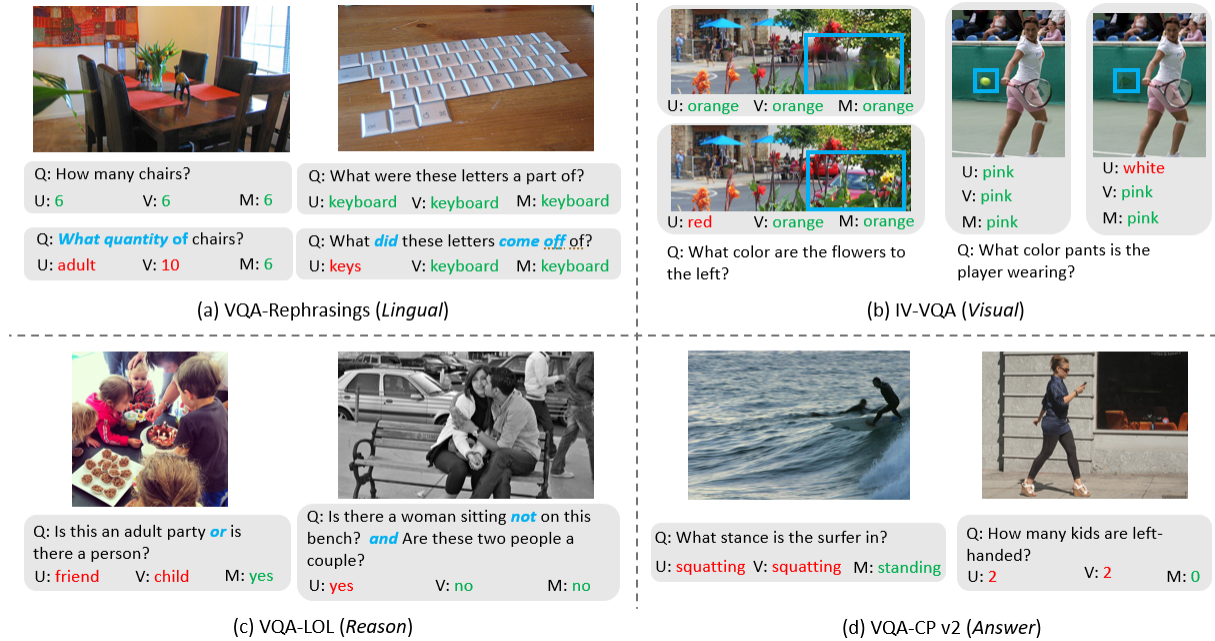 Q: How many chairs?
U: 6 V: 6 M: 6
Q: What quantity of chairs?
U: adult V: 10 M: 6
Q: What were these letters a part of?
U: keyboard V: keyboard M: keyboard
Q: What did these letters come off of?
U: keys V: keyboard M: keyboard
(a) VQA-Rephrasings (Lingual)
U: orange V: orange M: orange
U: red V: orange M: orange
Q: What color are the flowers to
the left?
U: pink
V: pink
M: pink
U: white
V: pink
M: pink
Q: What color pants is the
player wearing?
(b) IV-VQA (Visual)
Q: Is this an adult party or is
there a person?
U: friend V: child M: yes
Q: Is there a woman sitting not on this
bench? and Are these two people a
couple?
U: yes V: no M: no
(c) VQA-LOL (Reason)
Q: What stance is the surfer in?
U: squatting V: squatting M: standing
Q: How many kids are left-
handed?
U: 2 V: 2 M: 0
(d) VQA-CP v2 (Answer)